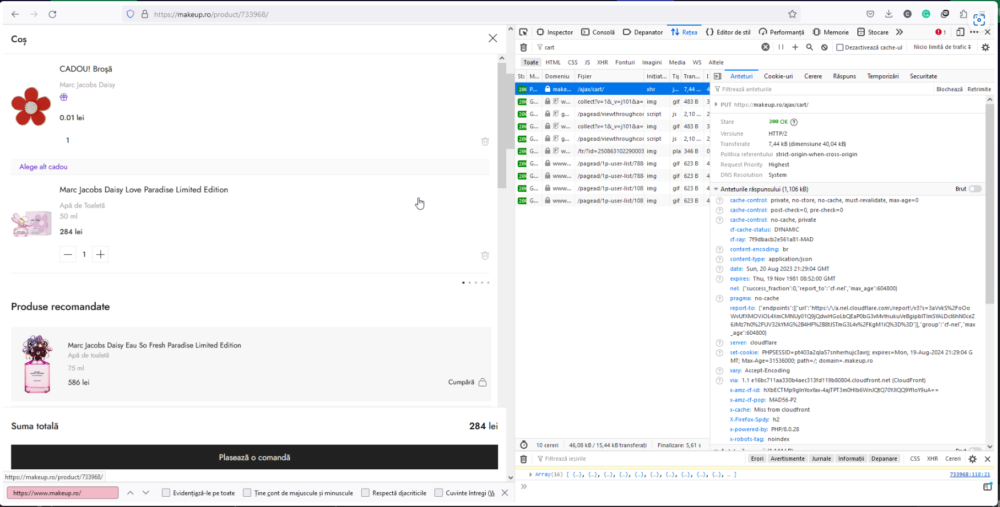 https://makeup.ro/product/733968/
Coș
CADOU! Broșă
Marc Jacobs Daisy
0.01 lei
1
Alege alt cadou
Marc Jacobs Daisy Love Paradise Limited Edition
Apă de Toaletă
50 ml
284 lei
1
Produse recomandate
Marc Jacobs Daisy Eau So Fresh Paradise Limited Edition
Apă de toaletă
75 ml
586 lei
Cumpără
Suma totală 284 lei
Plasează o comandă
https://makeup.ro/product/733968/
https://www.makeup.ro/ Evidențiază-le pe toate Ține cont de majuscule și minuscule Respectă diacriticile Cuvinte întregi
Inspector Consolă Depanator Rețea Editor de stil Performanță Memorie Stocare 1
cart Dezactivează cache-ul Nicio limită de trafic
Toate HTML CSS JS XHR Fonturi Imagini Media WS Altele
M... Domeniu Fișier Inițiat... Tran...
200 P... make... /ajax/cart/ xhr j... 7,44 ... 4
200 G... w... collect?v=1&_v=j101&a= img gif 483 B 3
200 G... g... /pagead/viewthroughcor script js 2,10 ... 2
200 G... w... collect?v=1&_v=j101&a= img gif 483 B 3
200 G... g... /pagead/viewthroughcor script js 2,10 ... 2
200 G... w... /tr/?id=250863102290003 img pla 346 B 0
200 G... www... /pagead/1p-user-list/788 img gif 623 B 4
200 G... www... /pagead/1p-user-list/788 img gif 623 B 4
200 G... www... /pagead/1p-user-list/108 img gif 623 B 4
200 G... www... /pagead/1p-user-list/108 img gif 623 B 4
10 cereri 46,08 kB / 15,44 kB transferați Finalizare: 5,61 s
Anteturi Cookie-uri Cerere Răspuns Temporizări Securitate
Filtrează anteturile Blochează Retrimite
PUT https://makeup.ro/ajax/cart/
Stare 200 OK
Versiune HTTP/2
Transferate 7,44 kB (dimensiune 40,04 kB)
Politica referentului strict-origin-when-cross-origin
Request Priority Highest
DNS Resolution System
Anteturile răspunsului (1,106 kB) Brut
cache-control: private, no-store, no-cache, must-revalidate, max-age=0
cache-control: post-check=0, pre-check=0
cache-control: no-cache, private
cf-cache-status: DYNAMIC
cf-ray: 7f9dbacb2e561a81-MAD
content-encoding: br
content-type: application/json
date: Sun, 20 Aug 2023 21:29:04 GMT
expires: Thu, 19 Nov 1981 08:52:00 GMT
nel: {"success_fraction":0,"report_to":"cf-nel","max_age":604800}
pragma: no-cache
report-to: {"endpoints":[{"url":"https:\/\/a.nel.cloudflare.com\/report\/v3?s=3aVvkS%2FoOo
6JMz7h0%2FUV32kYMG%2B4HF%2B8tJSTmG3L4v%2FKgM1iQ%3D%3D"}],"group":"cf-nel","max
_age":604800}
server: cloudflare
set-cookie: PHPSESSID=pt403a2qla57snherhujc3avrj; expires=Mon, 19-Aug-2024 21:29:04 G
MT; Max-Age=31536000; path=/; domain=.makeup.ro
vary: Accept-Encoding
via: 1.1 e16bc711aa330b4aec313fd119b80804.cloudfront.net (CloudFront)
x-amz-cf-id: hXbECTMp9gInYoxYax-4ajTPT3m0HIb6WnJQtQ70YJIQQ9YfIoY9uA==
x-amz-cf-pop: MAD56-P2
x-cache: Miss from cloudfront
X-Firefox-Spdy: h2
x-powered-by: PHP/8.0.28
x-robots-tag: noindex
Filtrează ieșirile Erori Avertismente Jurnale Informații Depanare CSS XHR Cereri
Array(16) [ {…}, {…}, {…}, {…}, {…}, {…}, {…}, {…}, {…}, {…}, … ] 733968:118:21